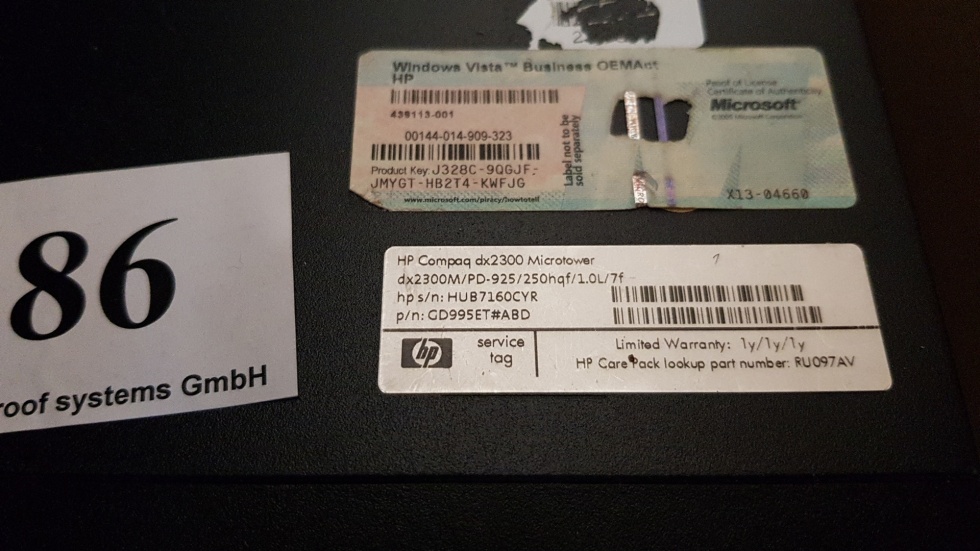 Windows Vista™ Business OEMAct
HP
439113-001
00144-014-909-323
Product Key: J328C-9QGJF-
JMYGT-HB2T4-KWFJG
www.microsoft.com/piracy/howtotell
Label not to be
sold separately
Proof of License
Certificate of Authenticity
Microsoft®
X13-04660
86
roof systems GmbH
HP Compaq dx2300 Microtower
dx2300M/PD-925/250hqf/1.0L/7f
hp s/n: HUB7160CYR
p/n: GD995ET#ABD
hp
service
tag
Limited Warranty: 1y/1y/1y
HP Care Pack lookup part number: RU097AV